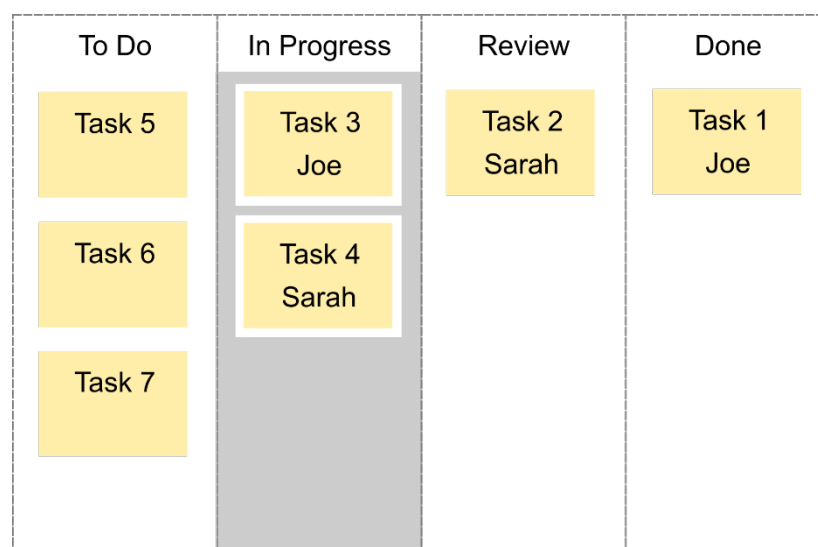 To Do
In Progress
Review
Done
Task 5
Task 6
Task 7
Task 3
Joe
Task 4
Sarah
Task 2
Sarah
Task 1
Joe